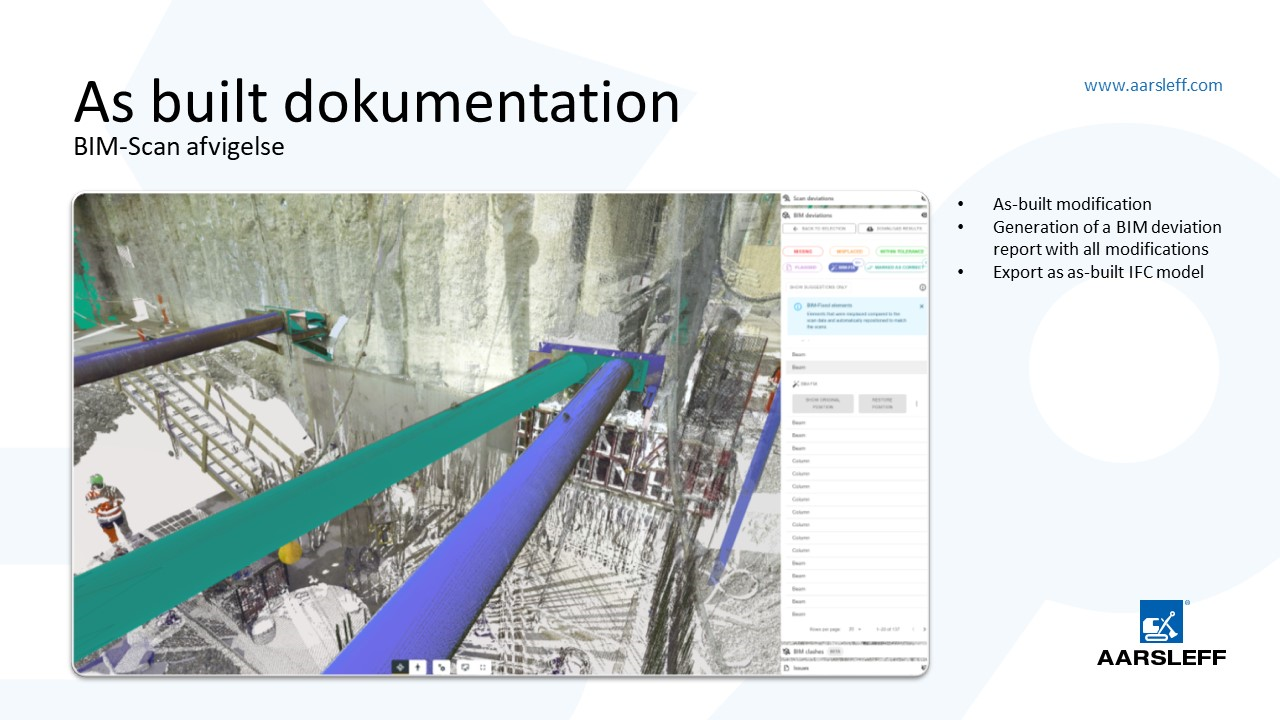 As built dokumentation
BIM-Scan afvigelse
www.aarsleff.com
Scan deviations
BIM deviations
BACK TO SELECTION
DOWNLOAD RESULTS
MISSING
MISPLACED
WITHIN TOLERANCE
PLANNED
BIM-Fix
MARKED AS CORRECT
SHOW SUGGESTIONS ONLY
BIM-Fixed elements
Elements that were misplaced compared to the
scan data and automatically repositioned to match
the scans.
Beam
Beam
BIM-Fix
SHOW ORIGINAL
POSITION
RESTORE
POSITION
Beam
Beam
Beam
Column
Column
Column
Column
Column
Column
Column
Column
Beam
Beam
Beam
Beam
Beam
Rows per page:
BIM clashes
BETA
Issues
• As-built modification
• Generation of a BIM deviation
report with all modifications
• Export as as-built IFC model
AARSLEFF